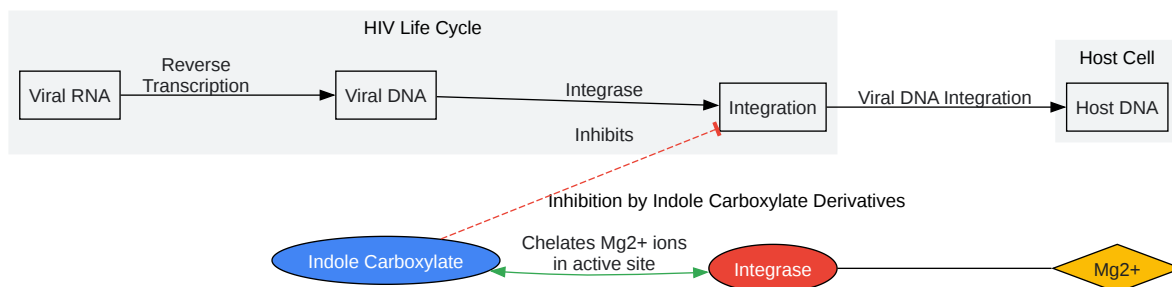 HIV Life Cycle
Host Cell
Reverse
Transcription
Viral RNA
Viral DNA
Integrase
Integration
Viral DNA Integration
Host DNA
Inhibits
Inhibition by Indole Carboxylate Derivatives
Indole Carboxylate
Chelates Mg2+ ions
in active site
Integrase
Mg2+